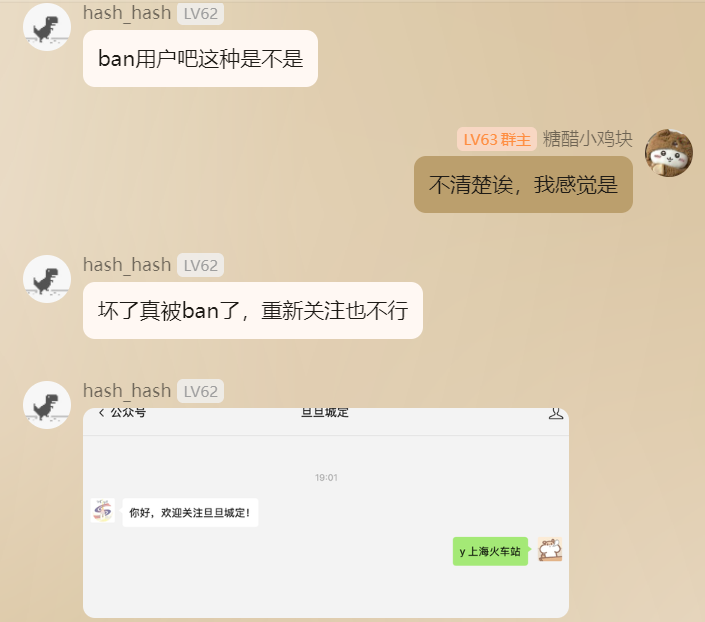 hash_hash LV62
ban用户吧这种是不是
LV63 群主 糖醋小鸡块
不清楚诶，我感觉是
hash_hash LV62
坏了真被ban了，重新关注也不行
hash_hash LV62
公众号 旦旦城定
19:01
你好，欢迎关注旦旦城定！
y 上海火车站